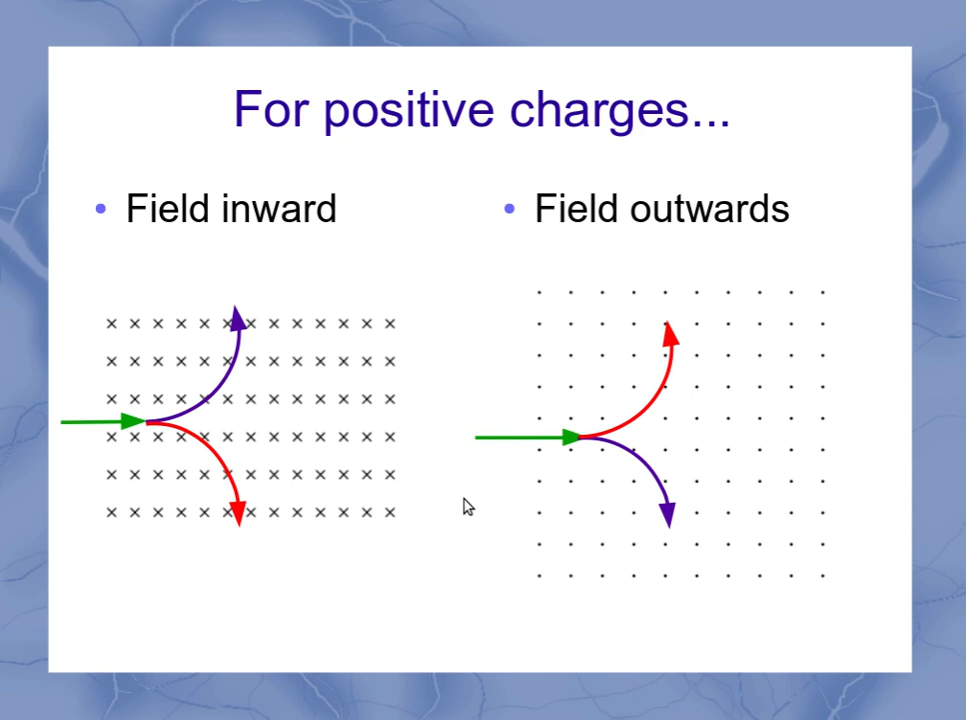 For positive charges...
• Field inward
• Field outwards